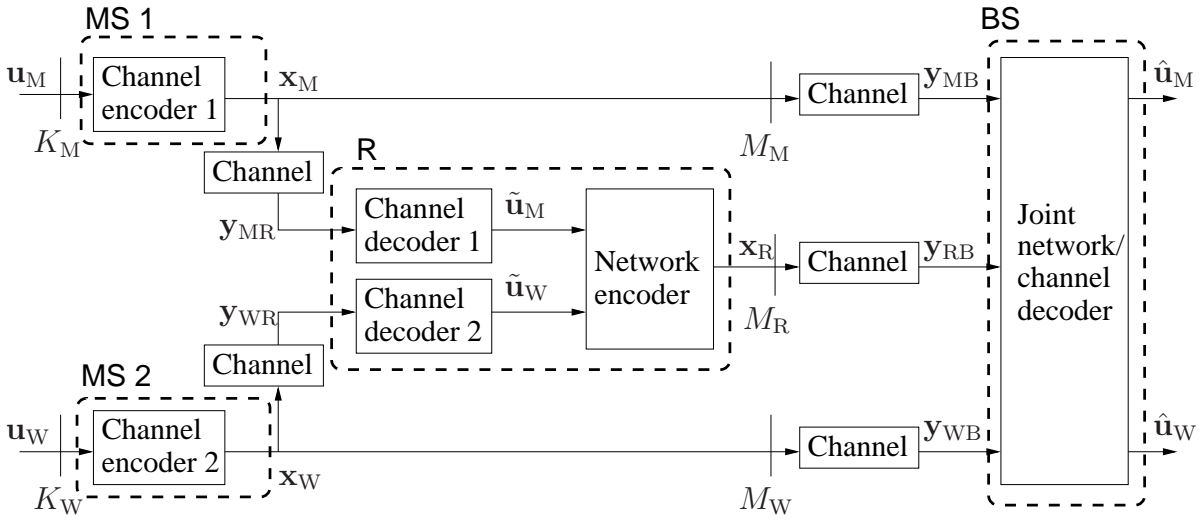 MS 1
BS
u_M
Channel
encoder 1
x_M
Channel
y_MB
û_M
K_M
M_M
Channel
R
y_MR
Channel
decoder 1
ũ_M
Network
encoder
x_R
Channel
y_RB
Joint
network/
channel
decoder
y_WR
Channel
decoder 2
ũ_W
M_R
Channel
MS 2
u_W
Channel
encoder 2
x_W
Channel
y_WB
û_W
K_W
M_W